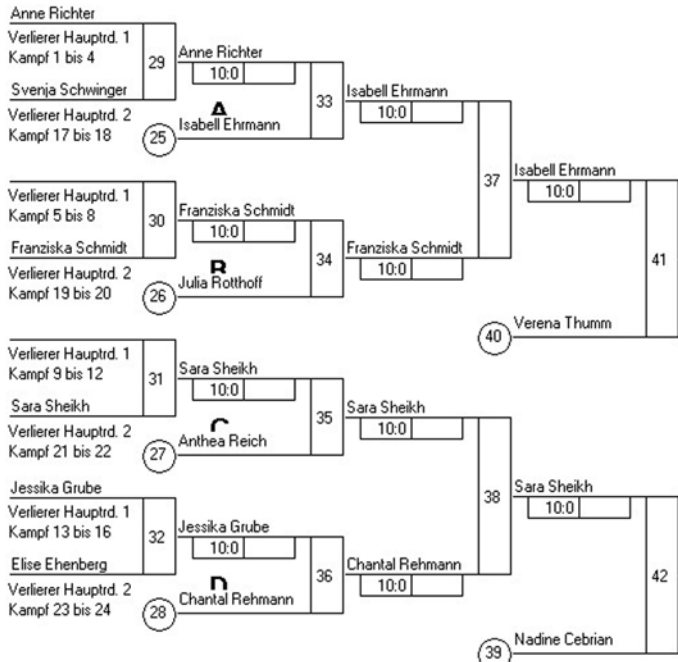 Anne Richter
Verlierer Hauptrd. 1
Kampf 1 bis 4
29
Anne Richter
10:0
Svenja Schwinger
A
33
Isabell Ehrmann
10:0
Verlierer Hauptrd. 2
Kampf 17 bis 18
25
Isabell Ehrmann
37
Isabell Ehrmann
10:0
Verlierer Hauptrd. 1
Kampf 5 bis 8
30
Franziska Schmidt
10:0
Franziska Schmidt
B
34
Franziska Schmidt
10:0
41
Verlierer Hauptrd. 2
Kampf 19 bis 20
26
Julia Rotthoff
40
Verena Thumm
Verlierer Hauptrd. 1
Kampf 9 bis 12
31
Sara Sheikh
10:0
Sara Sheikh
C
35
Sara Sheikh
10:0
Verlierer Hauptrd. 2
Kampf 21 bis 22
27
Anthea Reich
38
Sara Sheikh
10:0
Jessika Grube
Verlierer Hauptrd. 1
Kampf 13 bis 16
32
Jessika Grube
10:0
Elise Ehenberg
D
36
Chantal Rehmann
10:0
42
Verlierer Hauptrd. 2
Kampf 23 bis 24
28
Chantal Rehmann
39
Nadine Cebrian